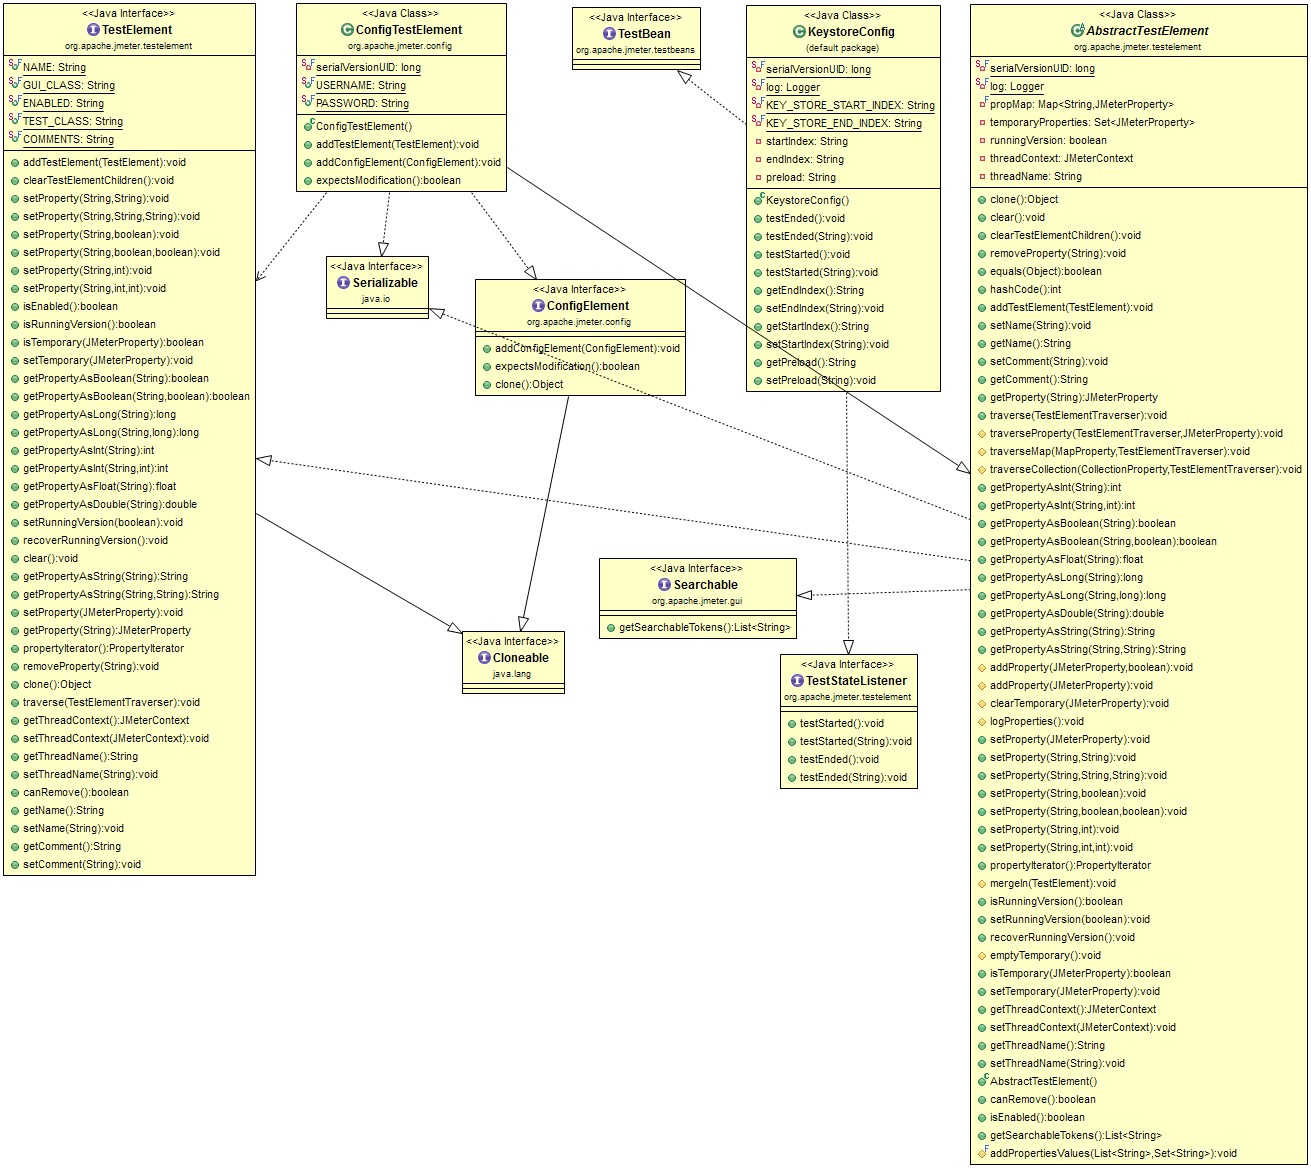 <<Java Interface>>
TestElement
org.apache.jmeter.testelement
NAME: String
GUI_CLASS: String
ENABLED: String
TEST_CLASS: String
COMMENTS: String
addTestElement(TestElement):void
clearTestElementChildren():void
setProperty(String,String):void
setProperty(String,String,String):void
setProperty(String,boolean):void
setProperty(String,boolean,boolean):void
setProperty(String,int):void
setProperty(String,int,int):void
isEnabled():boolean
isRunningVersion():boolean
isTemporary(JMeterProperty):boolean
setTemporary(JMeterProperty):void
getPropertyAsBoolean(String):boolean
getPropertyAsBoolean(String,boolean):boolean
getPropertyAsLong(String):long
getPropertyAsLong(String,long):long
getPropertyAsInt(String):int
getPropertyAsInt(String,int):int
getPropertyAsFloat(String):float
getPropertyAsDouble(String):double
setRunningVersion(boolean):void
recoverRunningVersion():void
clear():void
getPropertyAsString(String):String
getPropertyAsString(String,String):String
setProperty(JMeterProperty):void
getProperty(String):JMeterProperty
propertyIterator():PropertyIterator
removeProperty(String):void
clone():Object
traverse(TestElementTraverser):void
getThreadContext():JMeterContext
setThreadContext(JMeterContext):void
getThreadName():String
setThreadName(String):void
canRemove():boolean
getName():String
setName(String):void
getComment():String
setComment(String):void
<<Java Class>>
ConfigTestElement
org.apache.jmeter.config
serialVersionUID: long
USERNAME: String
PASSWORD: String
ConfigTestElement()
addTestElement(TestElement):void
addConfigElement(ConfigElement):void
expectsModification():boolean
<<Java Interface>>
Serializable
java.io
<<Java Interface>>
ConfigElement
org.apache.jmeter.config
addConfigElement(ConfigElement):void
expectsModification():boolean
clone():Object
<<Java Interface>>
Cloneable
java.lang
<<Java Interface>>
TestBean
org.apache.jmeter.testbeans
<<Java Interface>>
Searchable
org.apache.jmeter.gui
getSearchableTokens():List<String>
<<Java Class>>
KeystoreConfig
(default package)
serialVersionUID: long
log: Logger
KEY_STORE_START_INDEX: String
KEY_STORE_END_INDEX: String
startIndex: String
endIndex: String
preload: String
KeystoreConfig()
testEnded():void
testEnded(String):void
testStarted():void
testStarted(String):void
getEndIndex():String
setEndIndex(String):void
getStartIndex():String
setStartIndex(String):void
getPreload():String
setPreload(String):void
<<Java Interface>>
TestStateListener
org.apache.jmeter.testelement
testStarted():void
testStarted(String):void
testEnded():void
testEnded(String):void
<<Java Class>>
AbstractTestElement
org.apache.jmeter.testelement
serialVersionUID: long
log: Logger
propMap: Map<String,JMeterProperty>
temporaryProperties: Set<JMeterProperty>
runningVersion: boolean
threadContext: JMeterContext
threadName: String
clone():Object
clear():void
clearTestElementChildren():void
removeProperty(String):void
equals(Object):boolean
hashCode():int
addTestElement(TestElement):void
setName(String):void
getName():String
setComment(String):void
getComment():String
getProperty(String):JMeterProperty
traverse(TestElementTraverser):void
traverseProperty(TestElementTraverser,JMeterProperty):void
traverseMap(MapProperty,TestElementTraverser):void
traverseCollection(CollectionProperty,TestElementTraverser):void
getPropertyAsInt(String):int
getPropertyAsInt(String,int):int
getPropertyAsBoolean(String):boolean
getPropertyAsBoolean(String,boolean):boolean
getPropertyAsFloat(String):float
getPropertyAsLong(String):long
getPropertyAsLong(String,long):long
getPropertyAsDouble(String):double
getPropertyAsString(String):String
getPropertyAsString(String,String):String
addProperty(JMeterProperty,boolean):void
addProperty(JMeterProperty):void
clearTemporary(JMeterProperty):void
logProperties():void
setProperty(JMeterProperty):void
setProperty(String,String):void
setProperty(String,String,String):void
setProperty(String,boolean):void
setProperty(String,boolean,boolean):void
setProperty(String,int):void
setProperty(String,int,int):void
propertyIterator():PropertyIterator
mergeIn(TestElement):void
isRunningVersion():boolean
setRunningVersion(boolean):void
recoverRunningVersion():void
emptyTemporary():void
isTemporary(JMeterProperty):boolean
setTemporary(JMeterProperty):void
getThreadContext():JMeterContext
setThreadContext(JMeterContext):void
getThreadName():String
setThreadName(String):void
AbstractTestElement()
canRemove():boolean
isEnabled():boolean
getSearchableTokens():List<String>
addPropertiesValues(List<String>,Set<String>):void